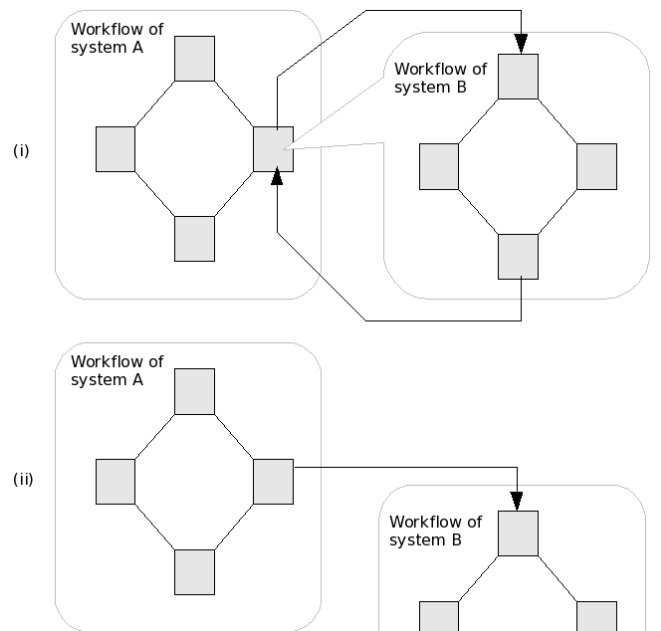 Workflow of
system A
Workflow of
system B
(i)
Workflow of
system A
(ii)
Workflow of
system B